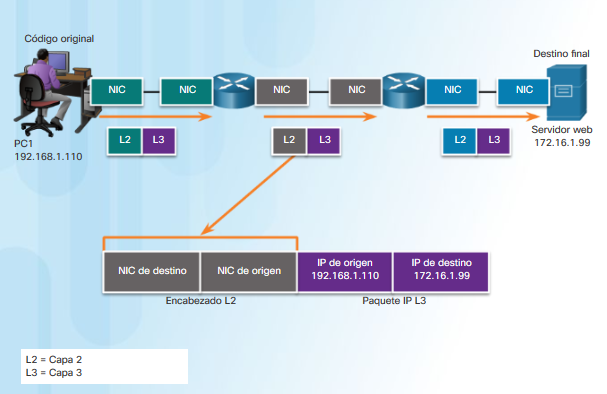 Código original
Destino final
NIC
NIC
NIC
NIC
NIC
NIC
L2 L3
L2 L3
L2 L3
PC1
192.168.1.110
Servidor web
172.16.1.99
NIC de destino
NIC de origen
IP de origen
192.168.1.110
IP de destino
172.16.1.99
Encabezado L2
Paquete IP L3
L2 = Capa 2
L3 = Capa 3